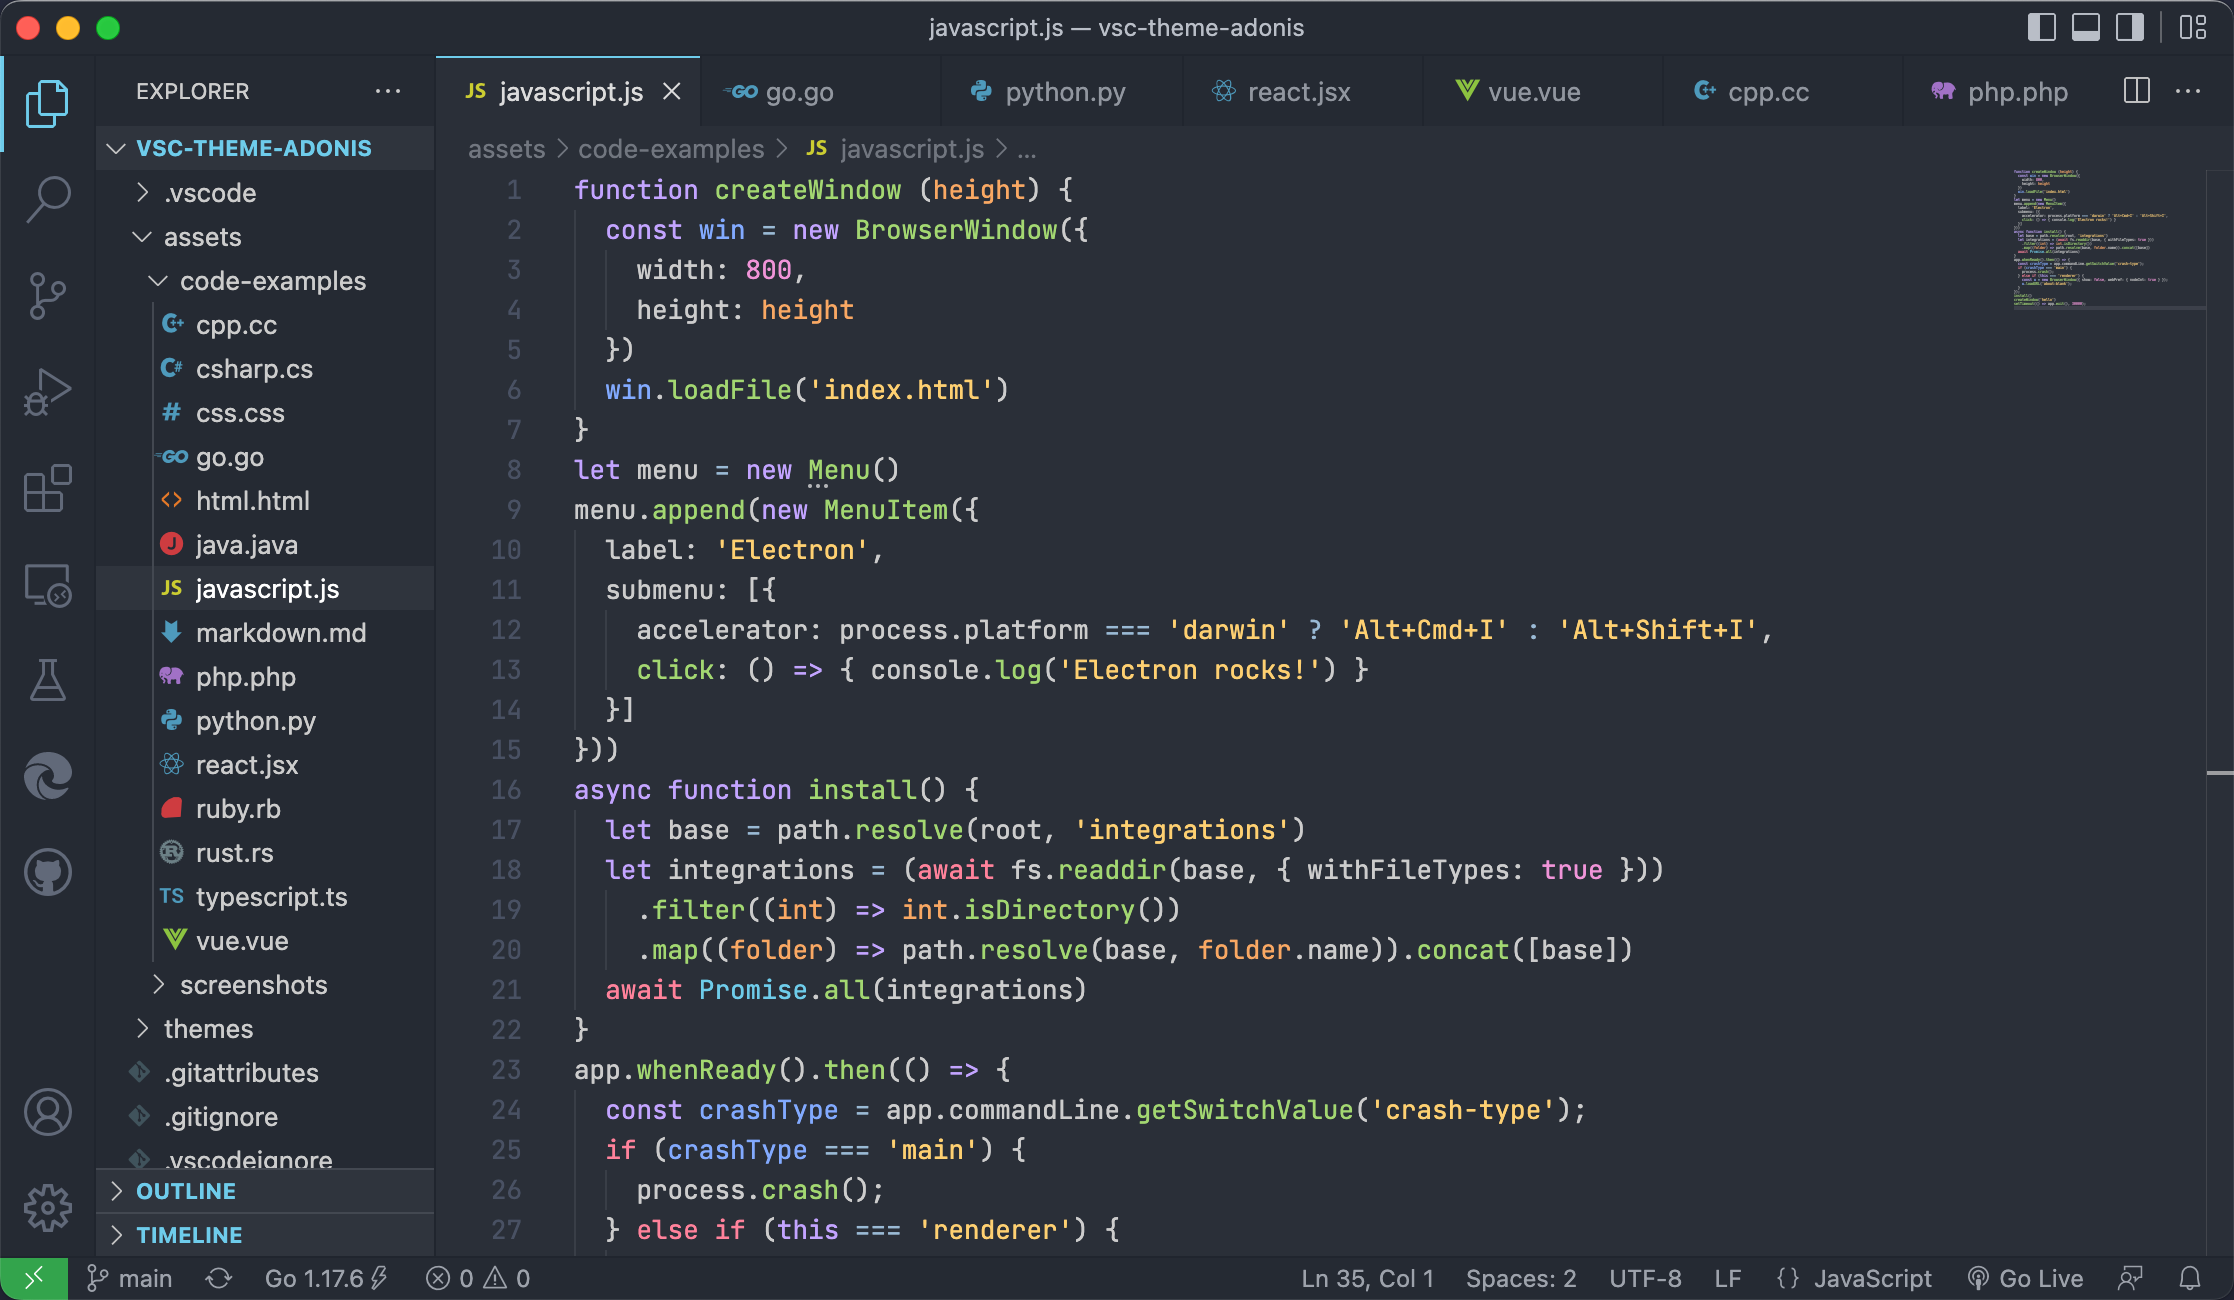 javascript.js — vsc-theme-adonis
EXPLORER
JS javascript.js
GO go.go
python.py
react.jsx
vue.vue
C+ cpp.cc
php.php
VSC-THEME-ADONIS
.vscode
assets
code-examples
C+ cpp.cc
C# csharp.cs
# css.css
GO go.go
<> html.html
J java.java
JS javascript.js
markdown.md
php.php
python.py
react.jsx
ruby.rb
R rust.rs
TS typescript.ts
vue.vue
screenshots
themes
.gitattributes
.gitignore
.vscodeignore
OUTLINE
TIMELINE
assets > code-examples > JS javascript.js > ...
1 function createWindow (height) {
2 const win = new BrowserWindow({
3 width: 800,
4 height: height
5 })
6 win.loadFile('index.html')
7 }
8 let menu = new Menu()
9 menu.append(new MenuItem({
10 label: 'Electron',
11 submenu: [{
12 accelerator: process.platform === 'darwin' ? 'Alt+Cmd+I' : 'Alt+Shift+I',
13 click: () => { console.log('Electron rocks!') }
14 }]
15 }))
16 async function install() {
17 let base = path.resolve(root, 'integrations')
18 let integrations = (await fs.readdir(base, { withFileTypes: true }))
19 .filter((int) => int.isDirectory())
20 .map((folder) => path.resolve(base, folder.name)).concat([base])
21 await Promise.all(integrations)
22 }
23 app.whenReady().then(() => {
24 const crashType = app.commandLine.getSwitchValue('crash-type');
25 if (crashType === 'main') {
26 process.crash();
27 } else if (this === 'renderer') {
main
Go 1.17.6
0
0
Ln 35, Col 1
Spaces: 2
UTF-8
LF
{} JavaScript
Go Live